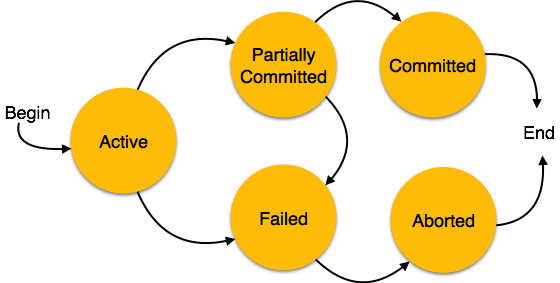 Begin
Active
Partially
Committed
Committed
Failed
Aborted
End